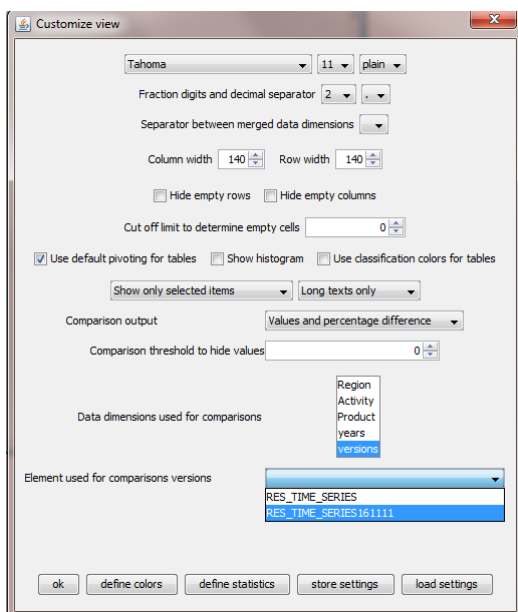 Customize view
Tahoma 11 plain
Fraction digits and decimal separator 2 .
Separator between merged data dimensions
Column width 140 Row width 140
Hide empty rows Hide empty columns
Cut off limit to determine empty cells 0
Use default pivoting for tables Show histogram Use classification colors for tables
Show only selected items Long texts only
Comparison output Values and percentage difference
Comparison threshold to hide values 0
Region
Activity
Data dimensions used for comparisons Product
years
versions
Element used for comparisons versions
RES_TIME_SERIES
RES_TIME_SERIES161111
ok define colors define statistics store settings load settings